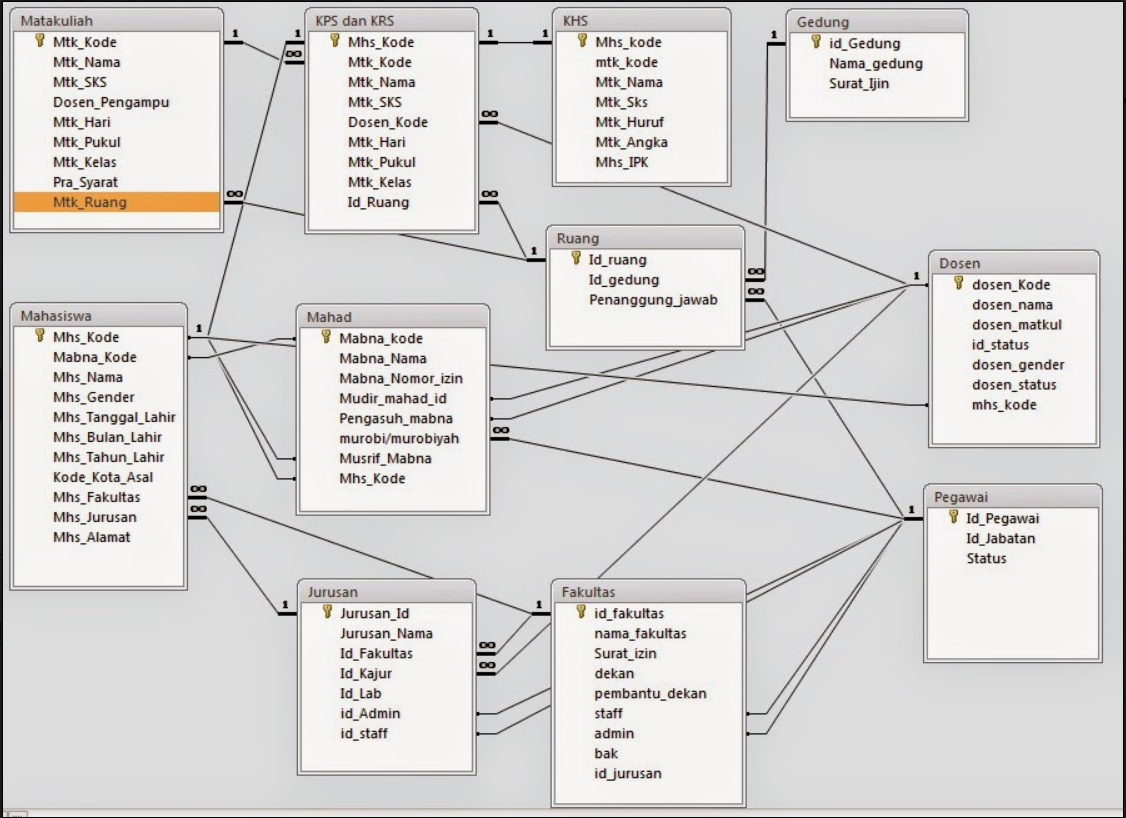 Matakuliah
Mtk_Kode
Mtk_Nama
Mtk_SKS
Dosen_Pengampu
Mtk_Hari
Mtk_Pukul
Mtk_Kelas
Pra_Syarat
Mtk_Ruang
KPS dan KRS
Mhs_Kode
Mtk_Kode
Mtk_Nama
Mtk_SKS
Dosen_Kode
Mtk_Hari
Mtk_Pukul
Mtk_Kelas
Id_Ruang
KHS
Mhs_kode
mtk_kode
Mtk_Nama
Mtk_Sks
Mtk_Huruf
Mtk_Angka
Mhs_IPK
Gedung
id_Gedung
Nama_gedung
Surat_Ijin
Ruang
Id_ruang
Id_gedung
Penanggung_jawab
Dosen
dosen_Kode
dosen_nama
dosen_matkul
id_status
dosen_gender
dosen_status
mhs_kode
Mahasiswa
Mhs_Kode
Mabna_Kode
Mhs_Nama
Mhs_Gender
Mhs_Tanggal_Lahir
Mhs_Bulan_Lahir
Mhs_Tahun_Lahir
Kode_Kota_Asal
Mhs_Fakultas
Mhs_Jurusan
Mhs_Alamat
Mahad
Mabna_kode
Mabna_Nama
Mabna_Nomor_izin
Mudir_mahad_id
Pengasuh_mabna
murobi/murobiyah
Musrif_Mabna
Mhs_Kode
Pegawai
Id_Pegawai
Id_Jabatan
Status
Jurusan
Jurusan_Id
Jurusan_Nama
Id_Fakultas
Id_Kajur
Id_Lab
id_Admin
id_staff
Fakultas
id_fakultas
nama_fakultas
Surat_izin
dekan
pembantu_dekan
staff
admin
bak
id_jurusan
1
∞
1
∞
1
∞
∞
1
1
1
∞
∞
1
1
∞
∞
1
∞
1
∞
∞
1
1